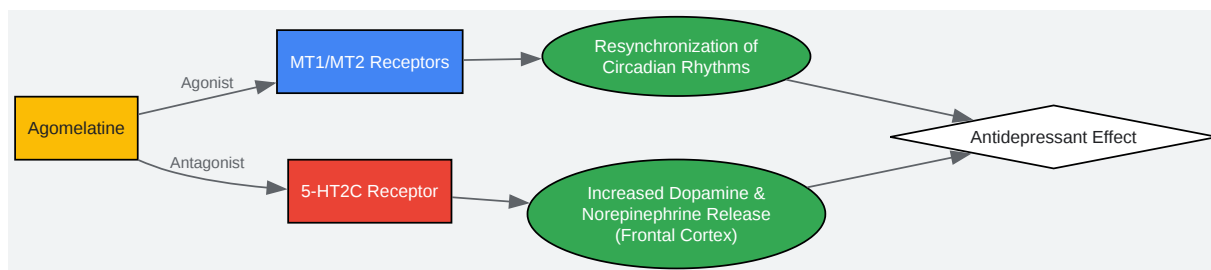 Agomelatine
Agonist
Antagonist
MT1/MT2 Receptors
5-HT2C Receptor
Resynchronization of
Circadian Rhythms
Increased Dopamine &
Norepinephrine Release
(Frontal Cortex)
Antidepressant Effect